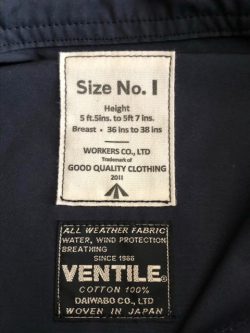 Size No. 1
Height
5 ft.5ins. to 5ft 7 ins.
Breast • 36 ins to 38 ins
WORKERS CO., LTD
Trademark of
GOOD QUALITY CLOTHING
2011
ALL WEATHER FABRIC
WATER, WIND PROTECTION
BREATHING
SINCE 1986
VENTILE®
COTTON 100%
DAIWABO CO., LTD
WOVEN IN JAPAN